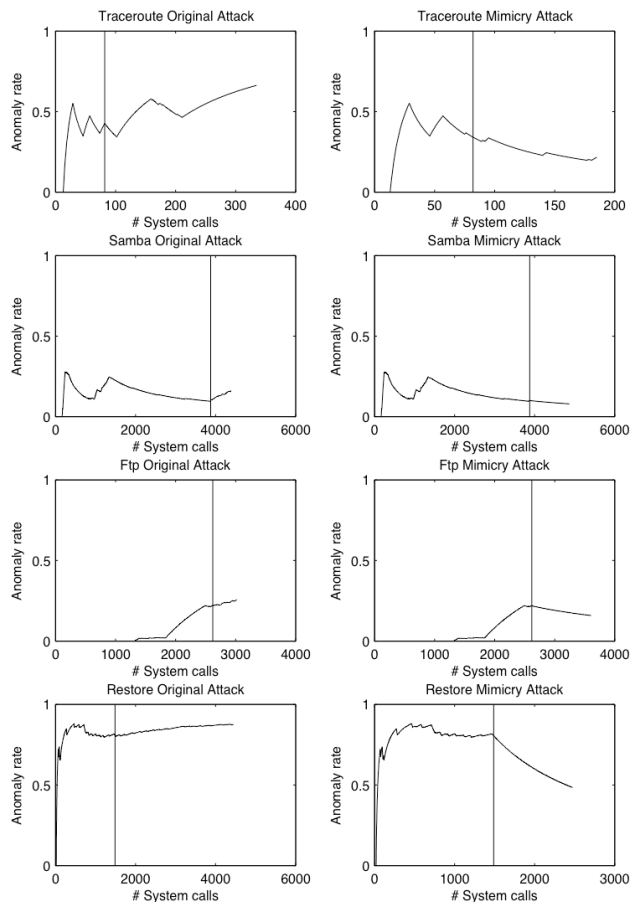 Traceroute Original Attack
1
0.5
0
Anomaly rate
0 100 200 300 400
# System calls
Traceroute Mimicry Attack
1
0.5
0
Anomaly rate
0 50 100 150 200
# System calls
Samba Original Attack
1
0.5
0
Anomaly rate
0 2000 4000 6000
# System calls
Samba Mimicry Attack
1
0.5
0
Anomaly rate
0 2000 4000 6000
# System calls
Ftp Original Attack
1
0.5
0
Anomaly rate
0 1000 2000 3000 4000
# System calls
Ftp Mimicry Attack
1
0.5
0
Anomaly rate
0 1000 2000 3000 4000
# System calls
Restore Original Attack
1
0.5
0
Anomaly rate
0 2000 4000 6000
# System calls
Restore Mimicry Attack
1
0.5
0
Anomaly rate
0 1000 2000 3000
# System calls